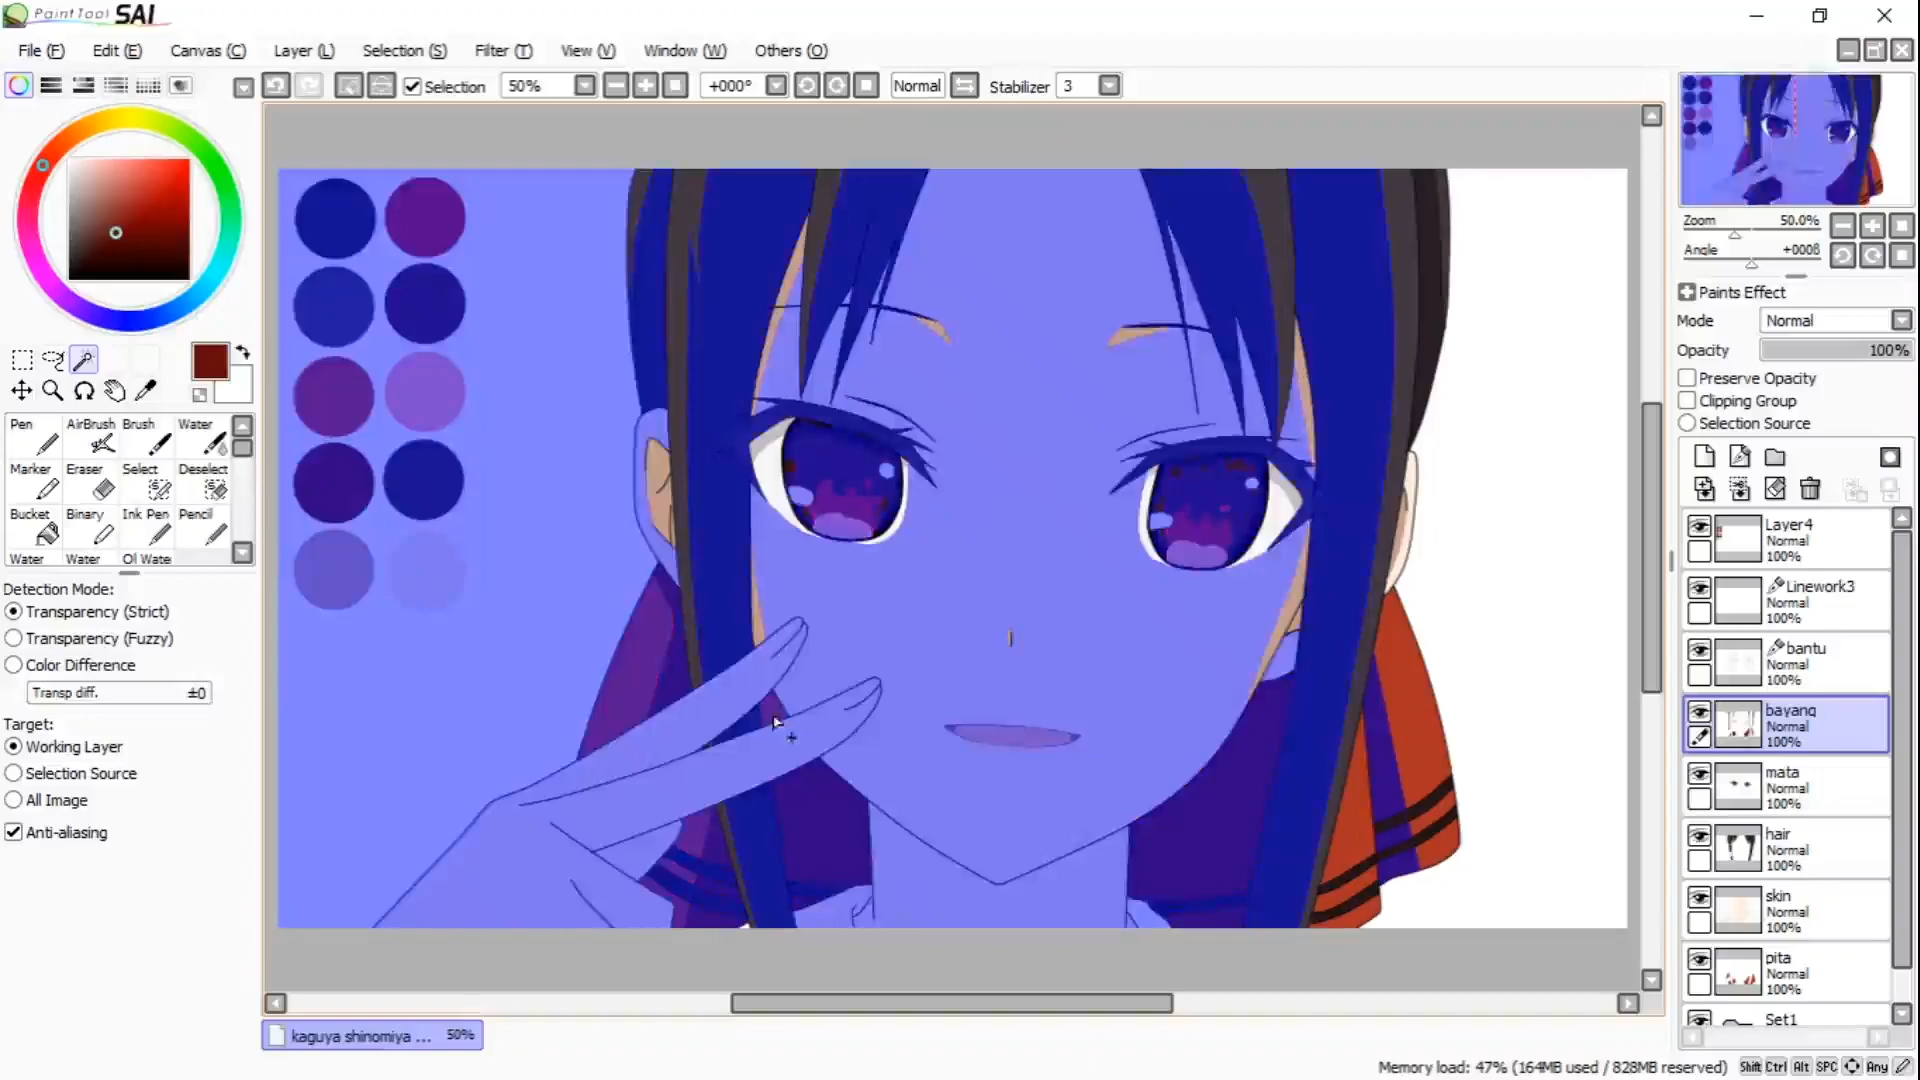 PaintTool SAI
File (F) Edit (E) Canvas (C) Layer (L) Selection (S) Filter (T) View (V) Window (W) Others (O)
Selection 50% +000° Normal Stabilizer 3
Zoom 50.0%
Angle +000ß
Paints Effect
Mode Normal
Opacity 100%
Preserve Opacity
Clipping Group
Selection Source
Pen AirBrush Brush Water
Marker Eraser Select Deselect
Bucket Binary Ink Pen Pencil
Water Water Oil Wate
Detection Mode:
Transparency (Strict)
Transparency (Fuzzy)
Color Difference
Transp diff. ±0
Target:
Working Layer
Selection Source
All Image
Anti-aliasing
Layer4
Normal
100%
Linework3
Normal
100%
bantu
Normal
100%
bayang
Normal
100%
mata
Normal
100%
hair
Normal
100%
skin
Normal
100%
pita
Normal
100%
Set1
kaguya shinomiya ... 50%
Memory load: 47% (164MB used / 828MB reserved) Shift Ctrl Alt SPC Any